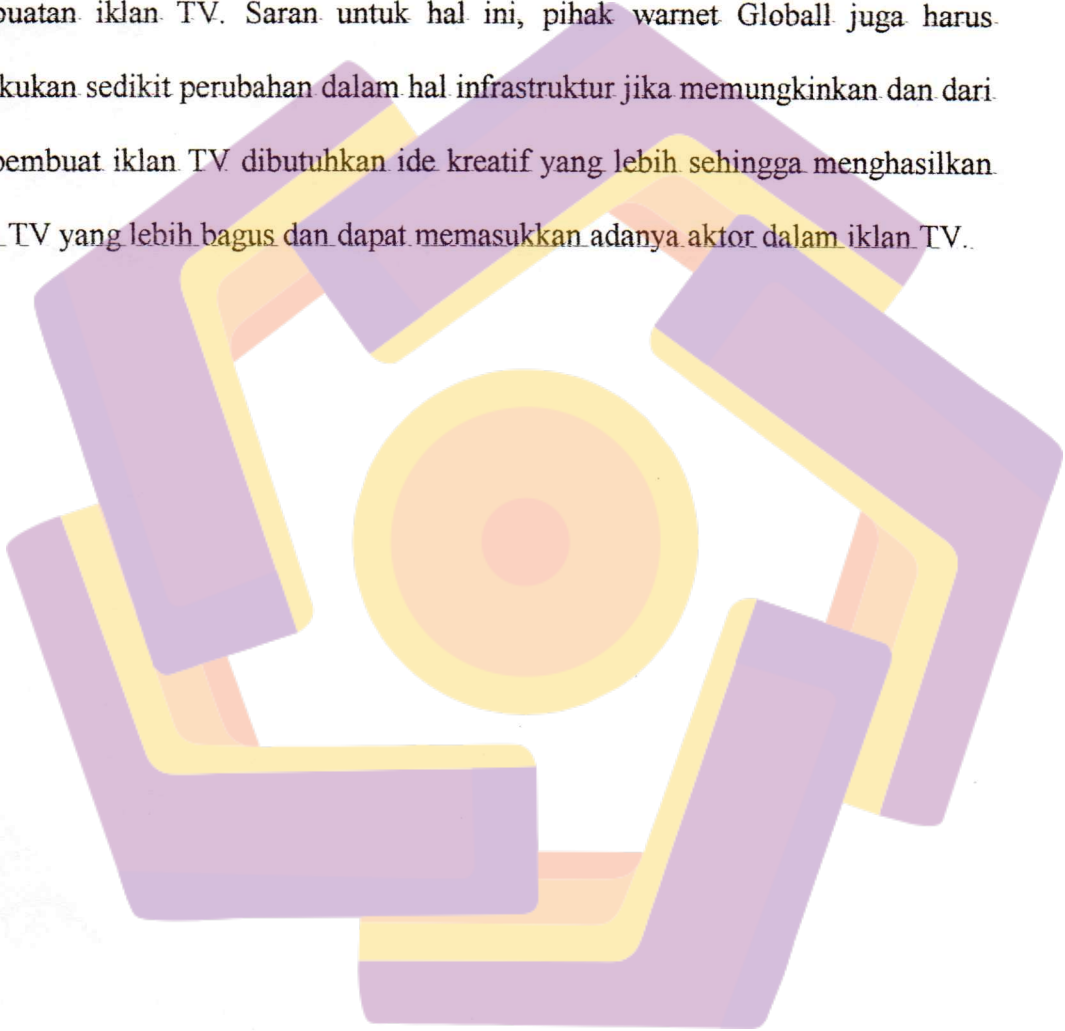 buatan iklan TV. Saran untuk hal ini, pihak warnet Globall juga harus
kukan sedikit perubahan dalam hal infrastruktur jika memungkinkan dan dari
pembuat iklan TV dibutuhkan ide kreatif yang lebih sehingga menghasilkan
TV yang lebih bagus dan dapat memasukkan adanya aktor dalam iklan TV.